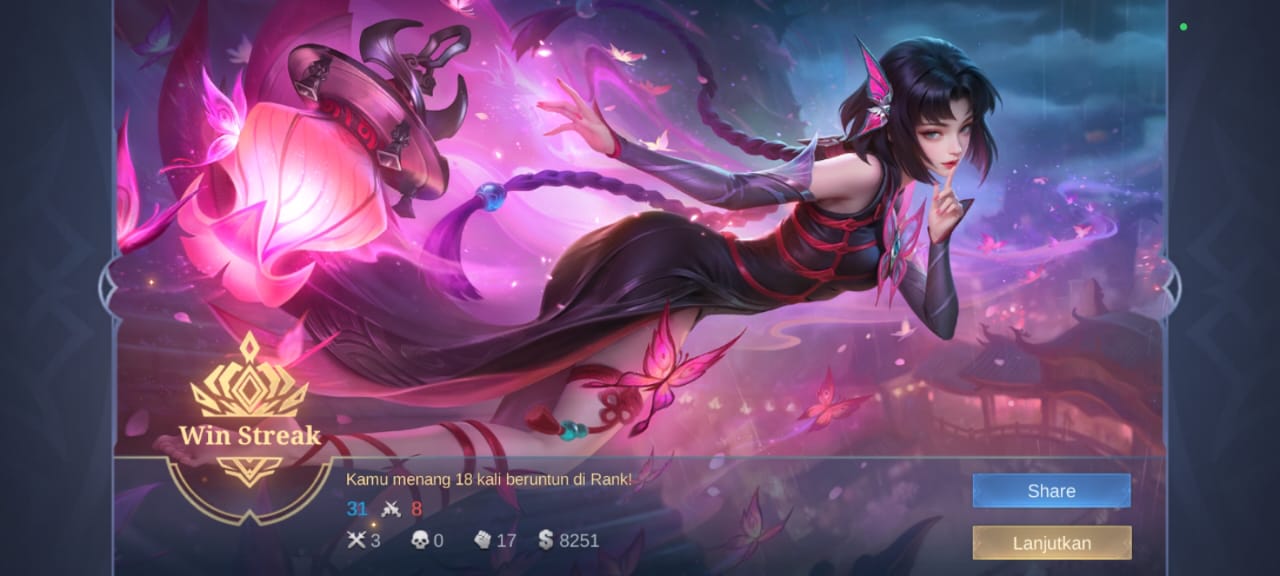 Win Streak
Kamu menang 18 kali beruntun di Rank!
31 8
3 0 17 8251
Share
Lanjutkan